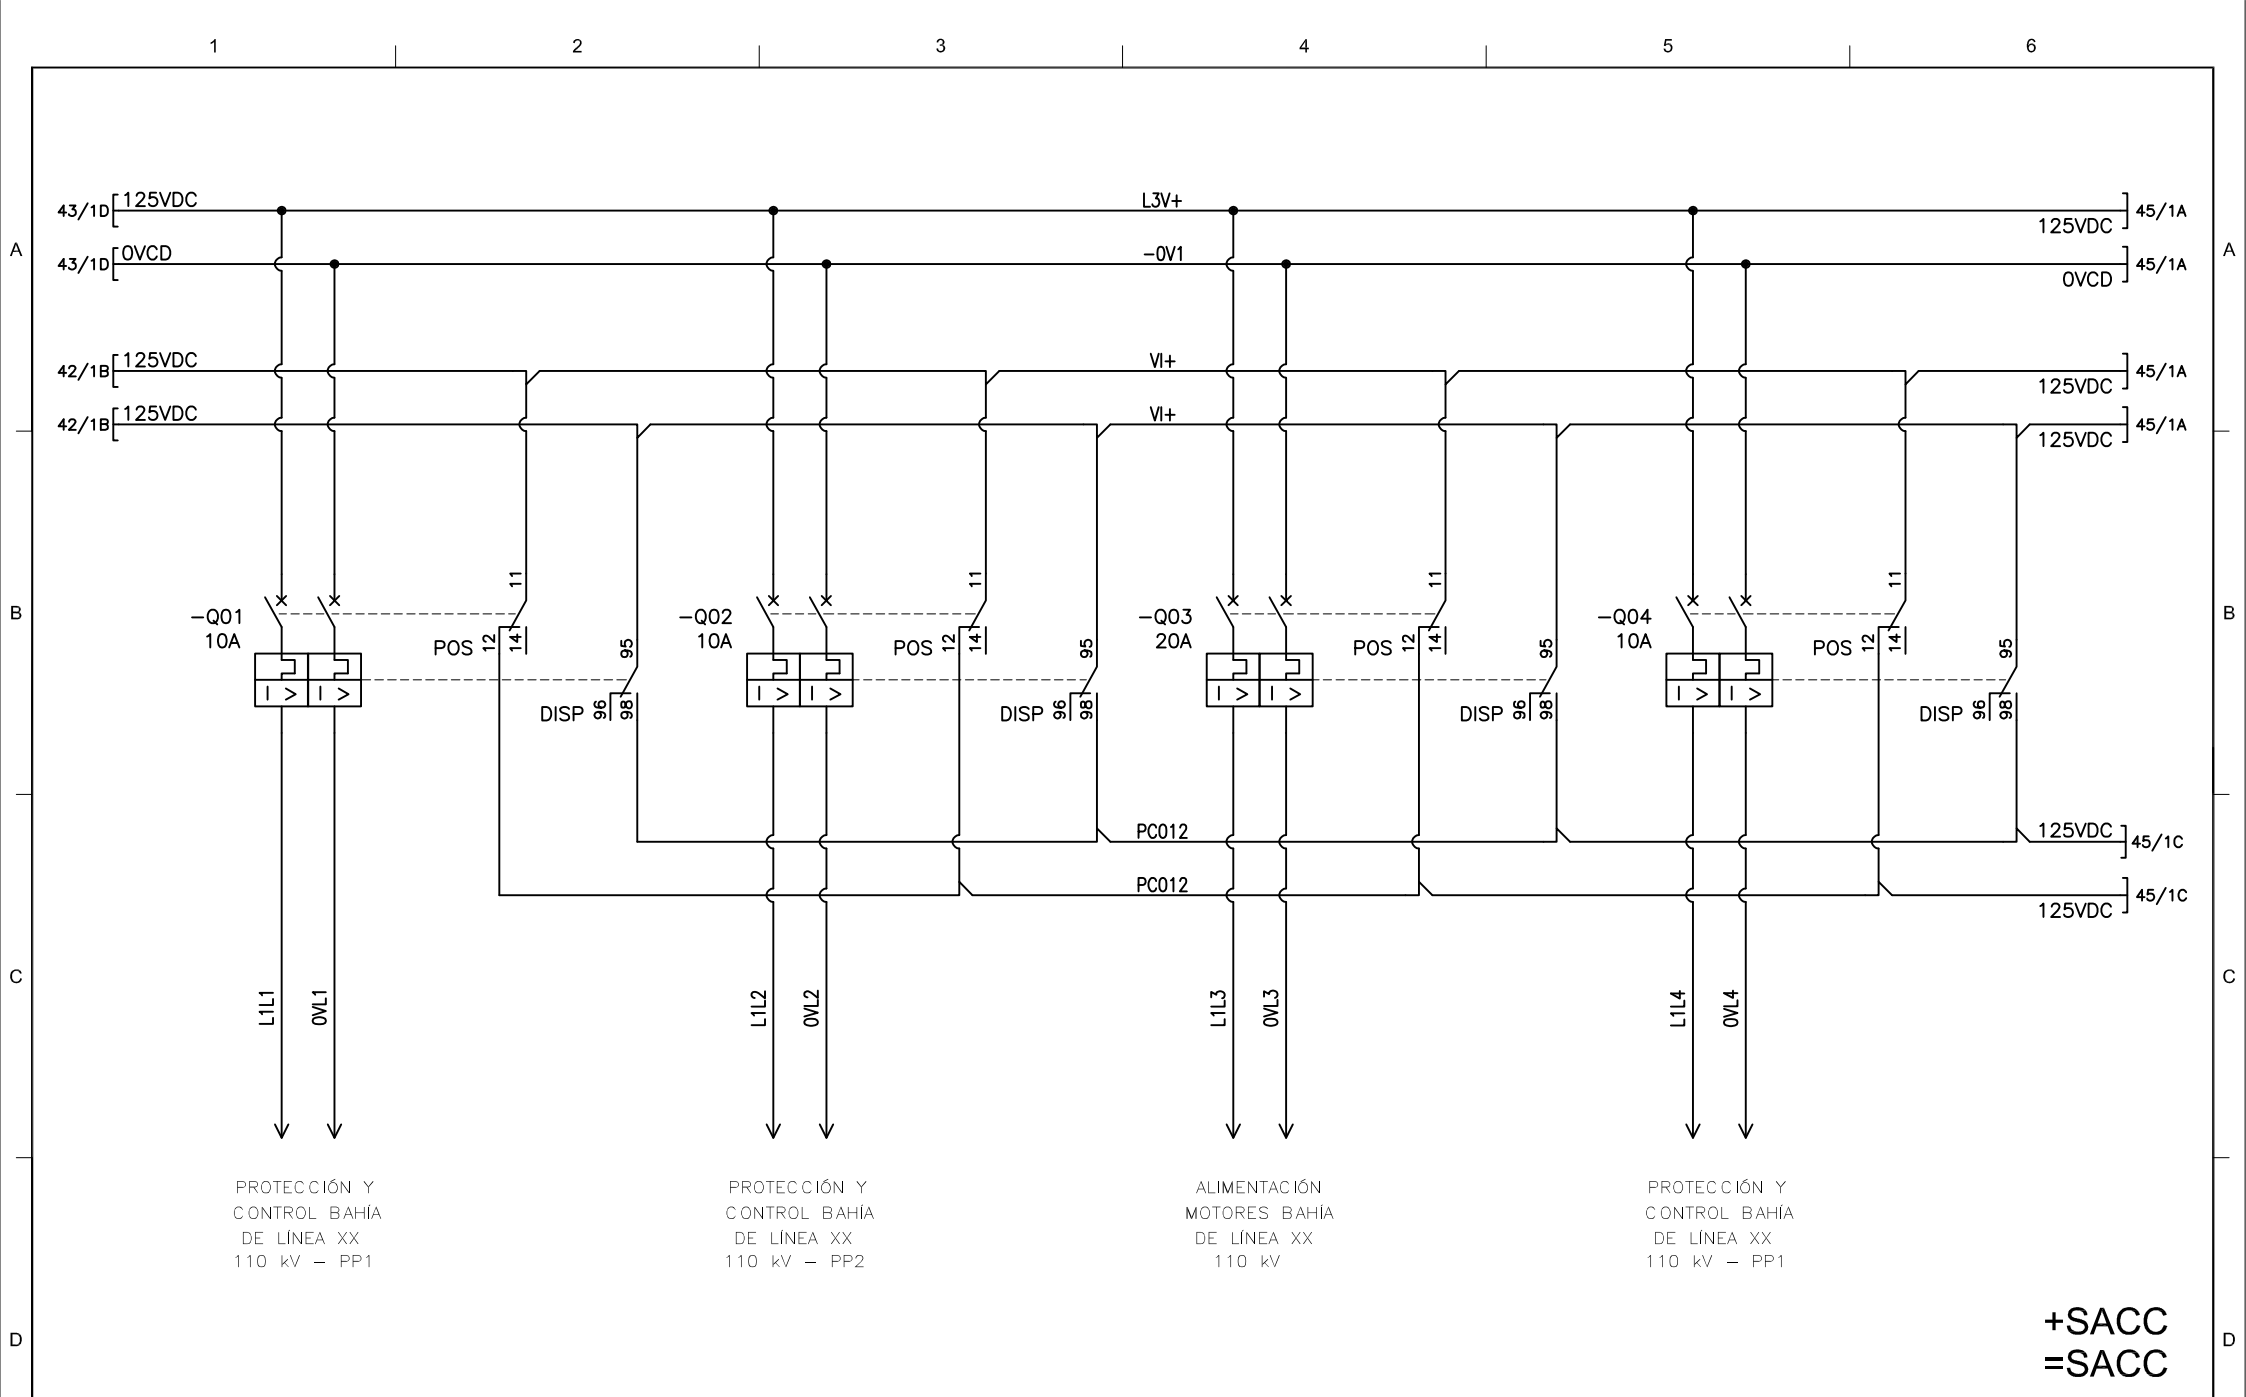 1 2 3 4 5 6
125VDC L3V+
43/1D 45/1A
125VDC
A 0VCD -0V1 A
43/1D 45/1A
0VCD
125VDC VI+
42/1B 45/1A
125VDC
125VDC VI+
42/1B 45/1A
125VDC
11 11 11 11
B -Q01 -Q02 -Q03 -Q04 B
10A 10A 20A 10A
POS 12 14 95 POS 12 14 95 POS 12 14 95 POS 12 14 95
I > I > I > I > I > I > I > I >
DISP 96 98 DISP 96 98 DISP 96 98 DISP 96 98
PC012 125VDC
45/1C
PC012 45/1C
125VDC
C C
L1L1 0VL1 L1L2 0VL2 L1L3 0VL3 L1L4 0VL4
PROTECCIÓN Y
CONTROL BAHÍA
DE LÍNEA XX
110 kV - PP1
PROTECCIÓN Y
CONTROL BAHÍA
DE LÍNEA XX
110 kV - PP2
ALIMENTACIÓN
MOTORES BAHÍA
DE LÍNEA XX
110 kV
PROTECCIÓN Y
CONTROL BAHÍA
DE LÍNEA XX
110 kV - PP1
+SACC
D D
=SACC